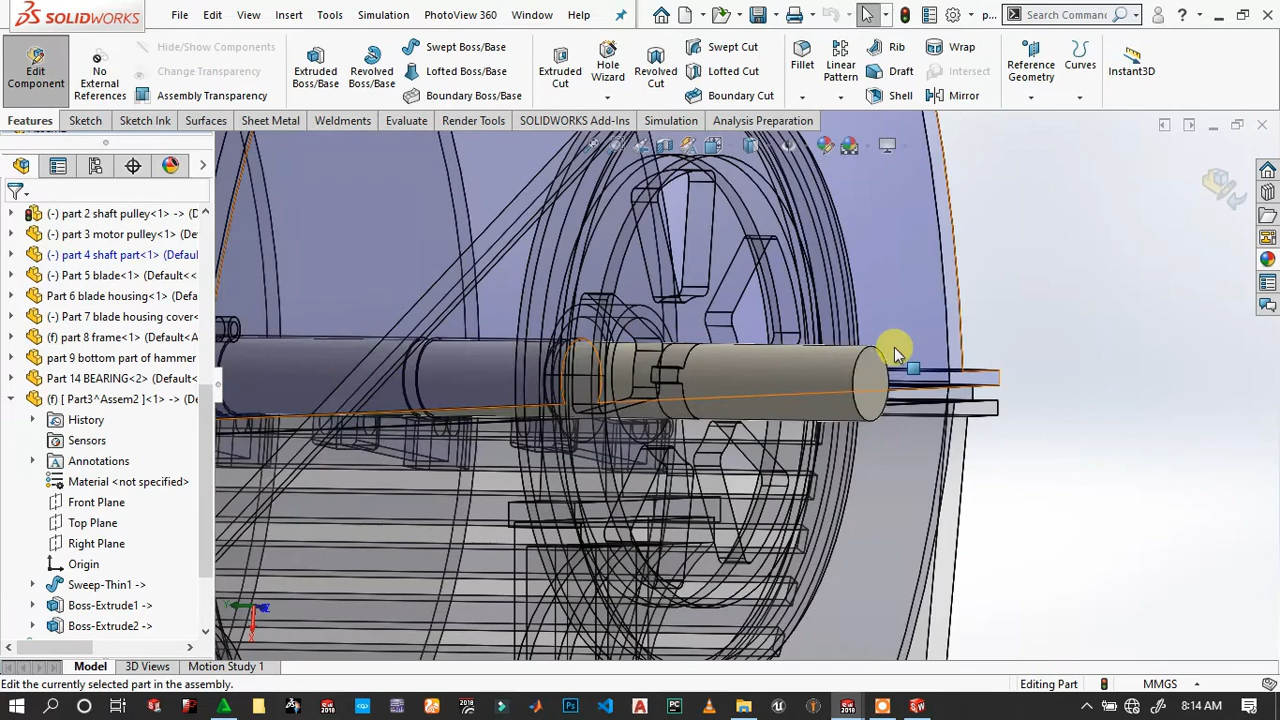 SOLIDWORKS File Edit View Insert Tools Simulation PhotoView 360 Window Help p... Search Command ?
Edit Component
No External References
Hide/Show Components
Change Transparency
Assembly Transparency
Extruded Boss/Base
Revolved Boss/Base
Swept Boss/Base
Lofted Boss/Base
Boundary Boss/Base
Extruded Cut
Hole Wizard
Revolved Cut
Swept Cut
Lofted Cut
Boundary Cut
Fillet
Linear Pattern
Rib
Draft
Shell
Wrap
Intersect
Mirror
Reference Geometry
Curves
Instant3D
Features Sketch Sketch Ink Surfaces Sheet Metal Weldments Evaluate Render Tools SOLIDWORKS Add-Ins Simulation Analysis Preparation
(-) part 2 shaft pulley<1> -> (D
(-) part 3 motor pulley<1> (De
(-) part 4 shaft part<1> (Defau
(-) Part 5 blade<1> (Default<<
Part 6 blade housing<1> (Defa
Part 7 blade housing cover<
(f) part 8 frame<1> (Default<
part 9 bottom part of hammer
Part 14 BEARING<2> (Default<
(f) [ Part3^Assem2 ]<1> -> (D
History
Sensors
Annotations
Material <not specified>
Front Plane
Top Plane
Right Plane
Origin
Sweep-Thin1 ->
Boss-Extrude1 ->
Boss-Extrude2 ->
Model 3D Views Motion Study 1
Edit the currently selected part in the assembly. Editing Part MMGS
8:14 AM